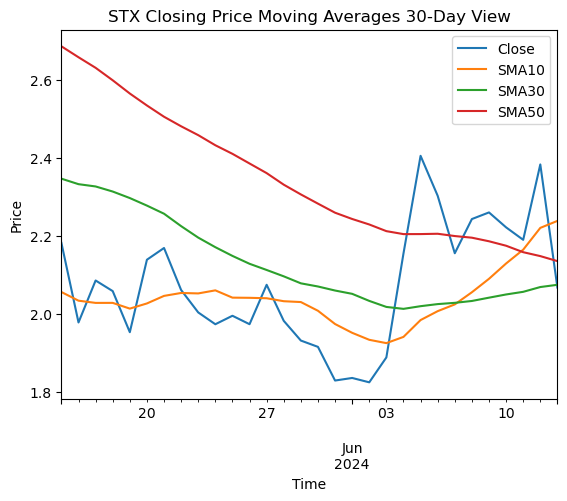 STX Closing Price Moving Averages 30-Day View
Close
SMA10
SMA30
SMA50
Price
2.6
2.4
2.2
2.0
1.8
20
27
03
10
Jun
2024
Time